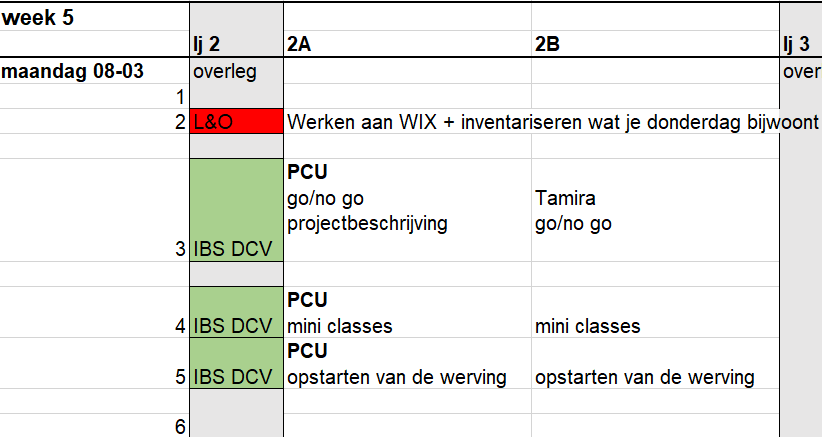 week 5
lj 2 2A 2B lj 3
maandag 08-03 overleg over
1
2 L&O Werken aan WIX + inventariseren wat je donderdag bijwoont
PCU
go/no go Tamira
projectbeschrijving go/no go
3 IBS DCV
PCU
4 IBS DCV mini classes mini classes
PCU
5 IBS DCV opstarten van de werving opstarten van de werving
6